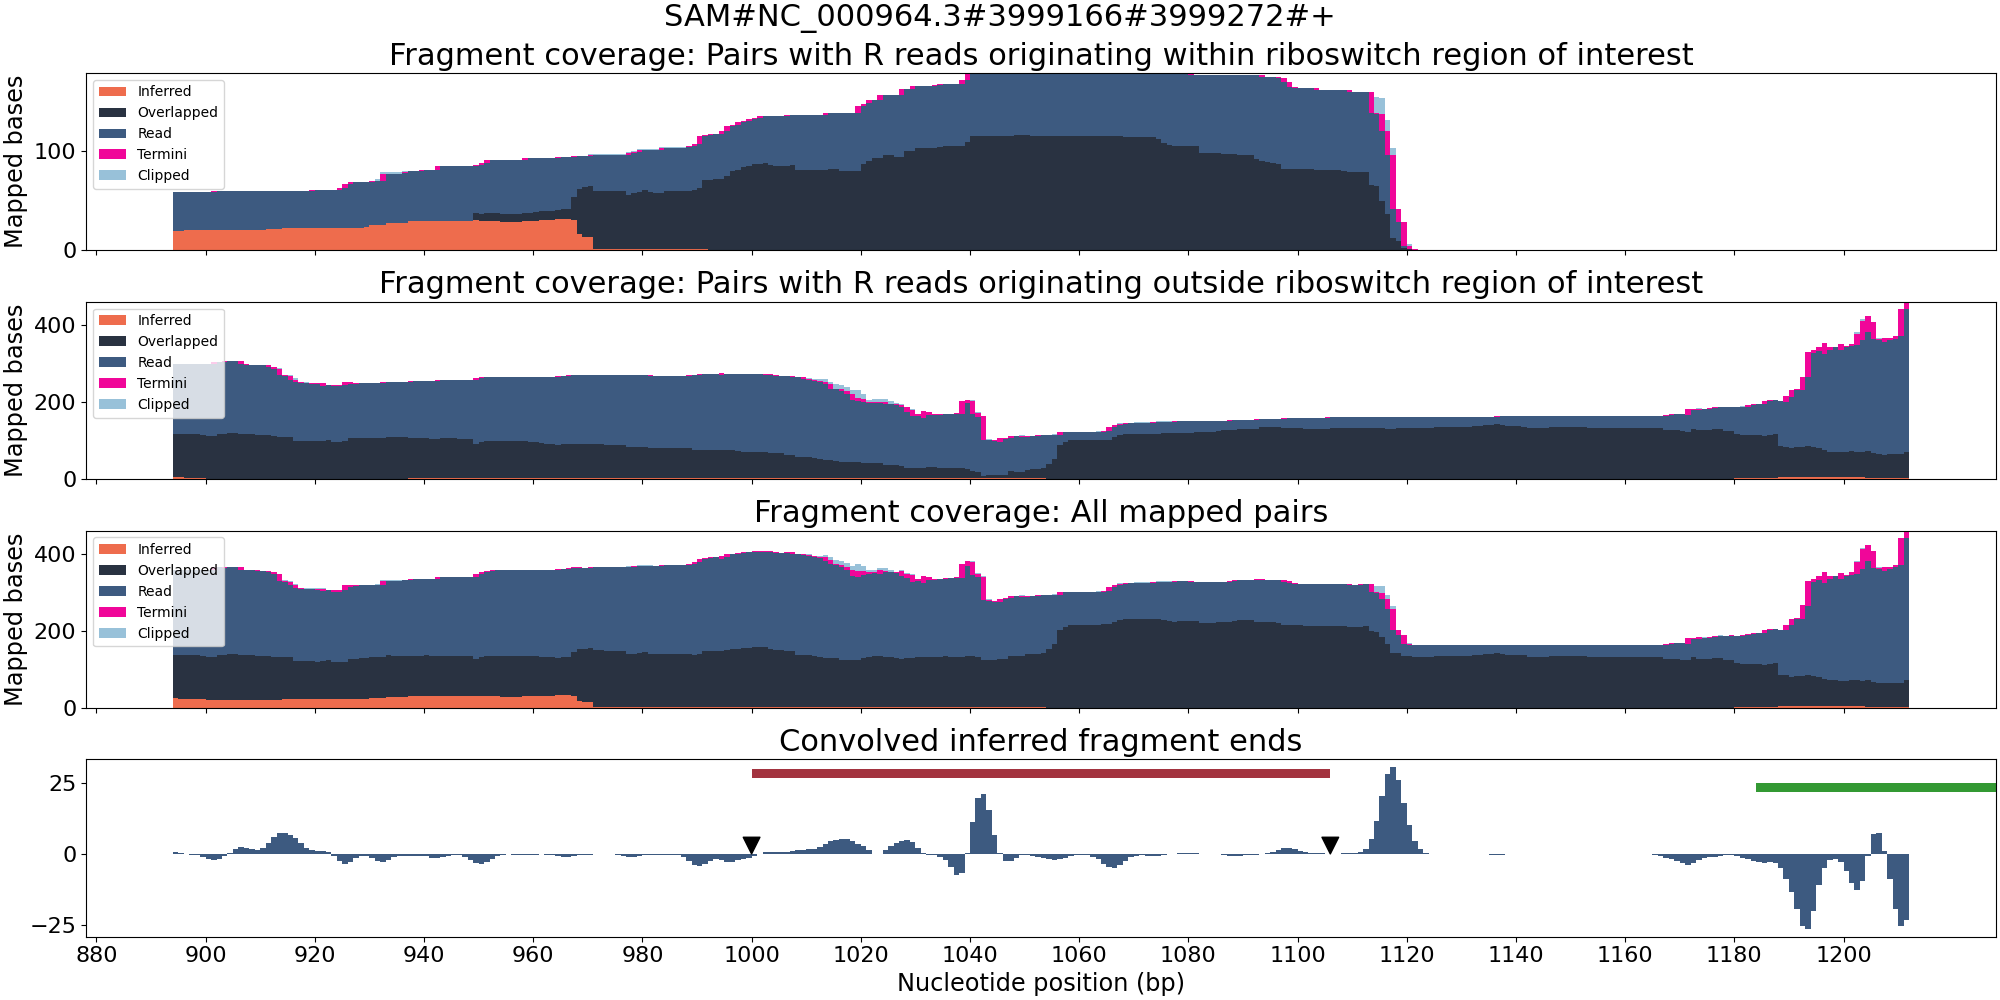 SAM#NC_000964.3#3999166#3999272#+
Fragment coverage: Pairs with R reads originating within riboswitch region of interest
Mapped bases
100
0
Inferred
Overlapped
Read
Termini
Clipped
Fragment coverage: Pairs with R reads originating outside riboswitch region of interest
Mapped bases
400
200
0
Inferred
Overlapped
Read
Termini
Clipped
Fragment coverage: All mapped pairs
Mapped bases
400
200
0
Inferred
Overlapped
Read
Termini
Clipped
Convolved inferred fragment ends
25
0
−25
880 900 920 940 960 980 1000 1020 1040 1060 1080 1100 1120 1140 1160 1180 1200
Nucleotide position (bp)